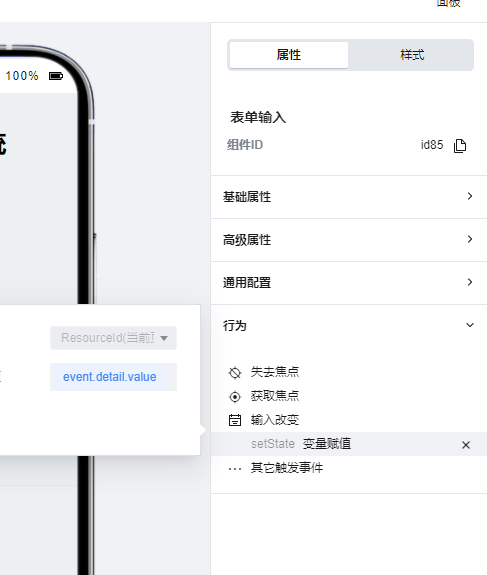 面板
100%
属性
样式
表单输入
组件ID
id85
基础属性
高级属性
通用配置
行为
ResourceId(当前
event.detail.value
失去焦点
获取焦点
输入改变
setState 变量赋值
其它触发事件